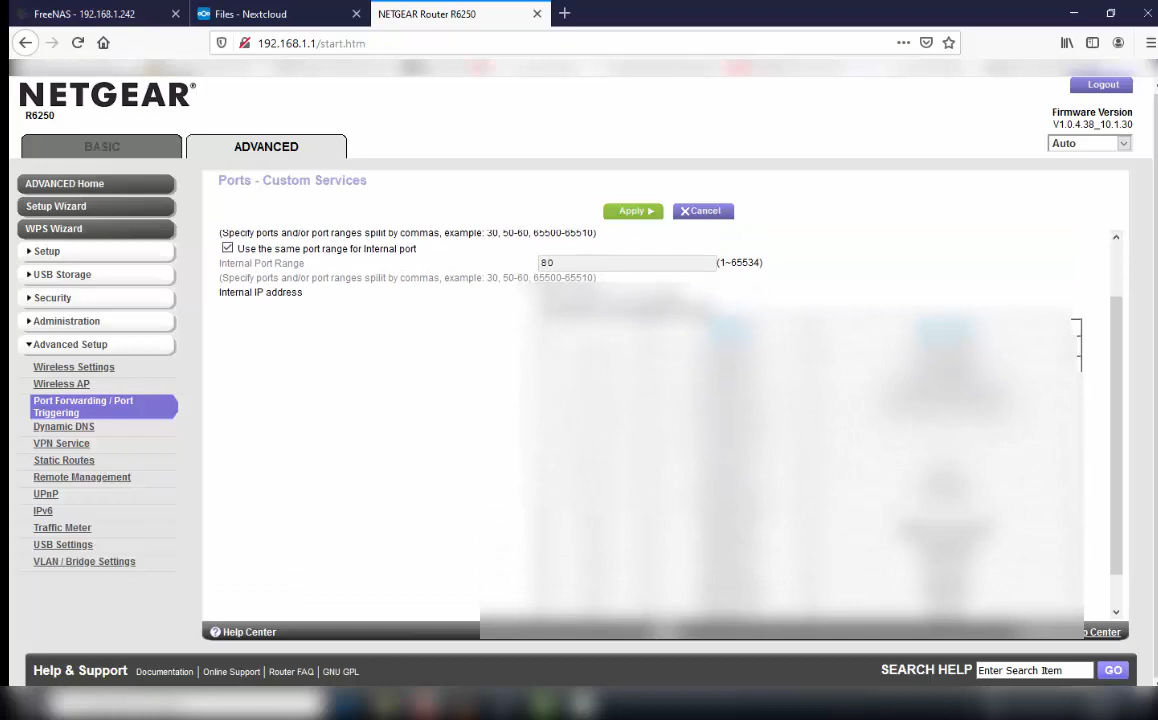 FreeNAS - 192.168.1.242
Files - Nextcloud
NETGEAR Router R6250
192.168.1.1/start.htm
NETGEAR®
R6250
Logout
Firmware Version
V1.0.4.38_10.1.30
Auto
BASIC
ADVANCED
ADVANCED Home
Setup Wizard
WPS Wizard
Setup
USB Storage
Security
Administration
Advanced Setup
Wireless Settings
Wireless AP
Port Forwarding / Port
Triggering
Dynamic DNS
VPN Service
Static Routes
Remote Management
UPnP
IPv6
Traffic Meter
USB Settings
VLAN / Bridge Settings
Ports - Custom Services
Apply
Cancel
(Specify ports and/or port ranges spilt by commas, example: 30, 50-60, 65500-65510)
Use the same port range for Internal port
Internal Port Range
80
(1~65534)
(Specify ports and/or port ranges spilt by commas, example: 30, 50-60, 65500-65510)
Internal IP address
Help Center
Center
Help & Support
Documentation | Online Support | Router FAQ | GNU GPL
SEARCH HELP
Enter Search Item
GO